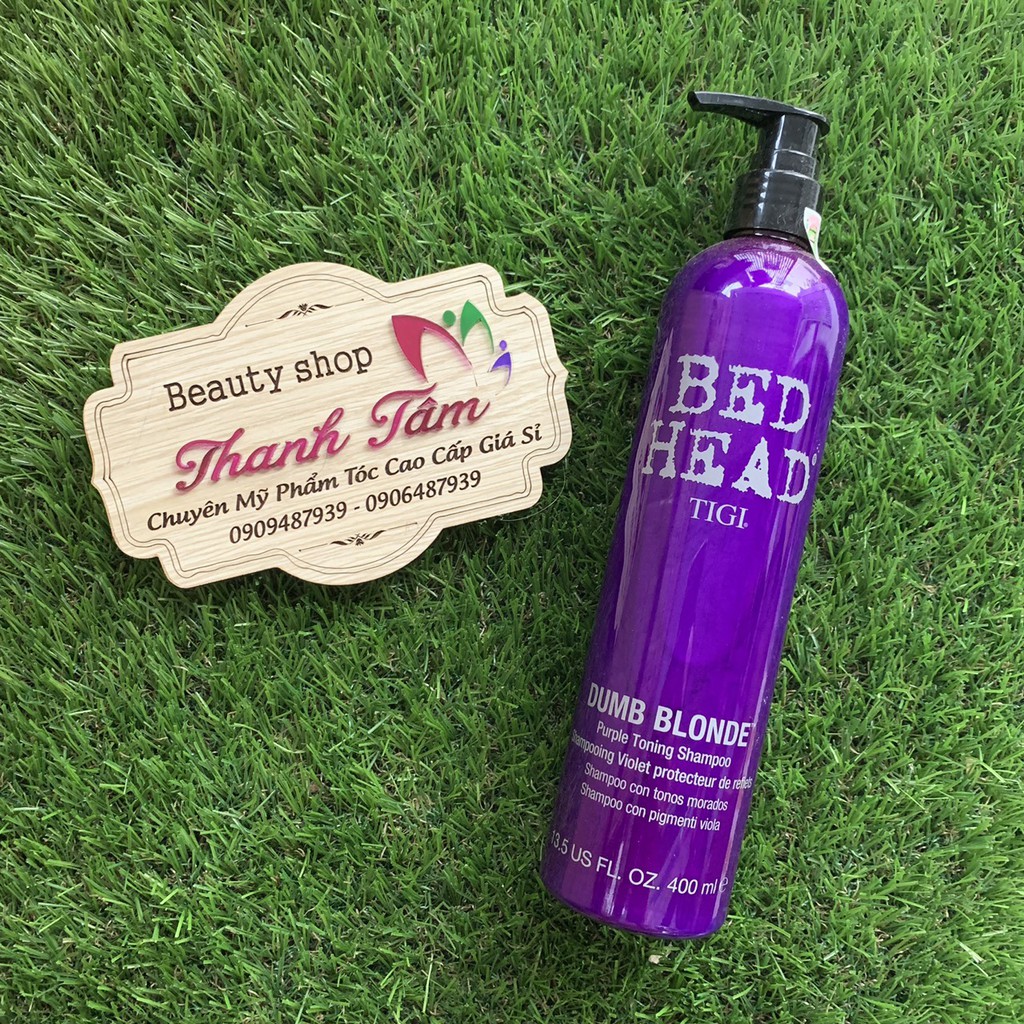 Beauty shop
Thanh Tâm
Chuyên Mỹ Phẩm Tóc Cao Cấp Giá Sỉ
0909487939 - 0906487939
BED
HEAD®
TIGI®
DUMB BLONDE™
Purple Toning Shampoo
Shampooing Violet protecteur de reflets
Shampoo con tonos morados
Shampoo con pigmenti viola
13,5 US FL. OZ. 400 ml e